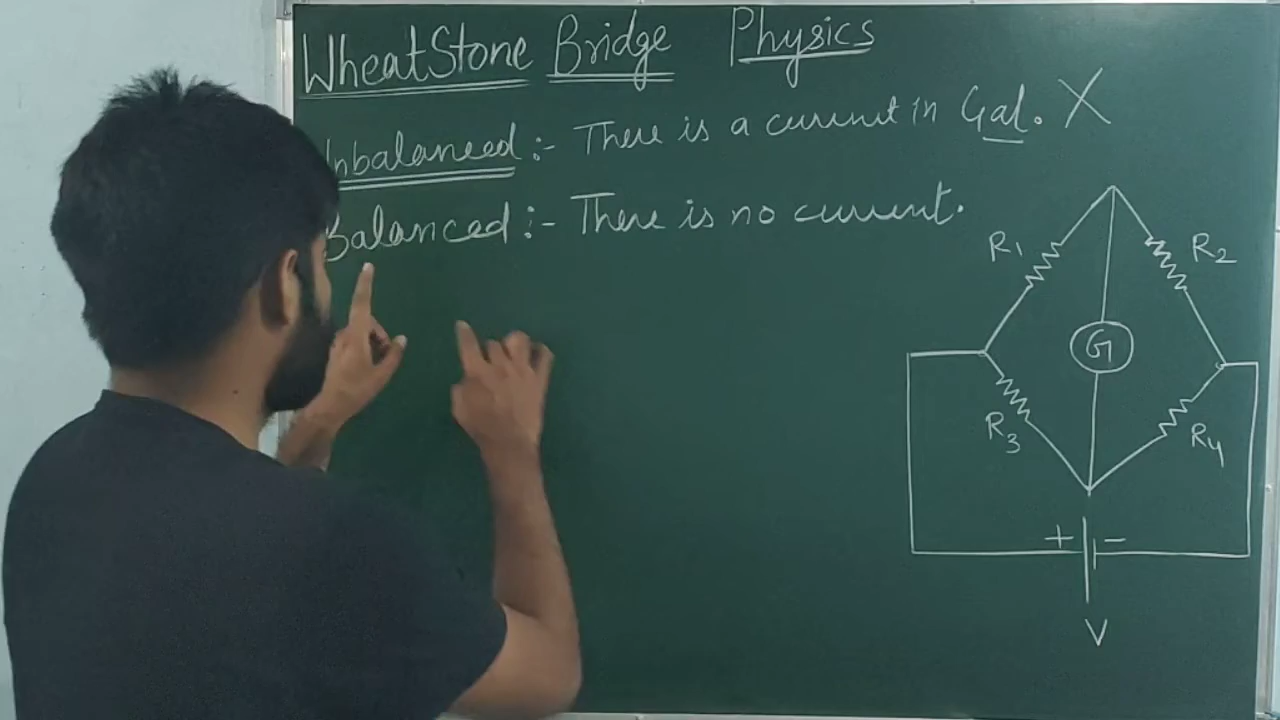 WheatStone Bridge Physics
nbalanced :- There is a current in Gal. X
Balanced :- There is no current.
R1
R2
G
R3
R4
+ -
V